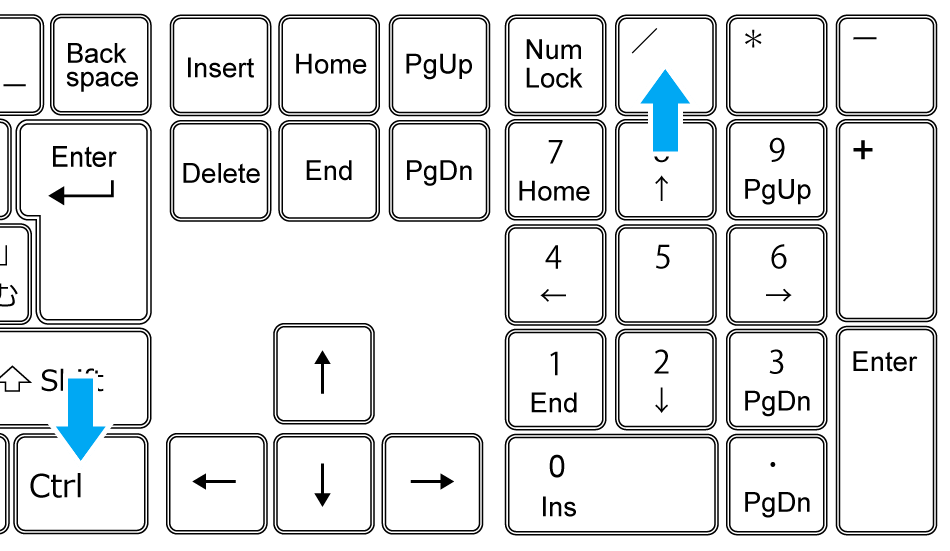 Back
space
Insert
Home
PgUp
Num
Lock
/
*
−
Enter
Delete
End
PgDn
7
Home
↑
9
PgUp
+
」
む
4
←
5
6
→
1
End
2
↓
3
PgDn
Enter
Ctrl
0
Ins
.
PgDn